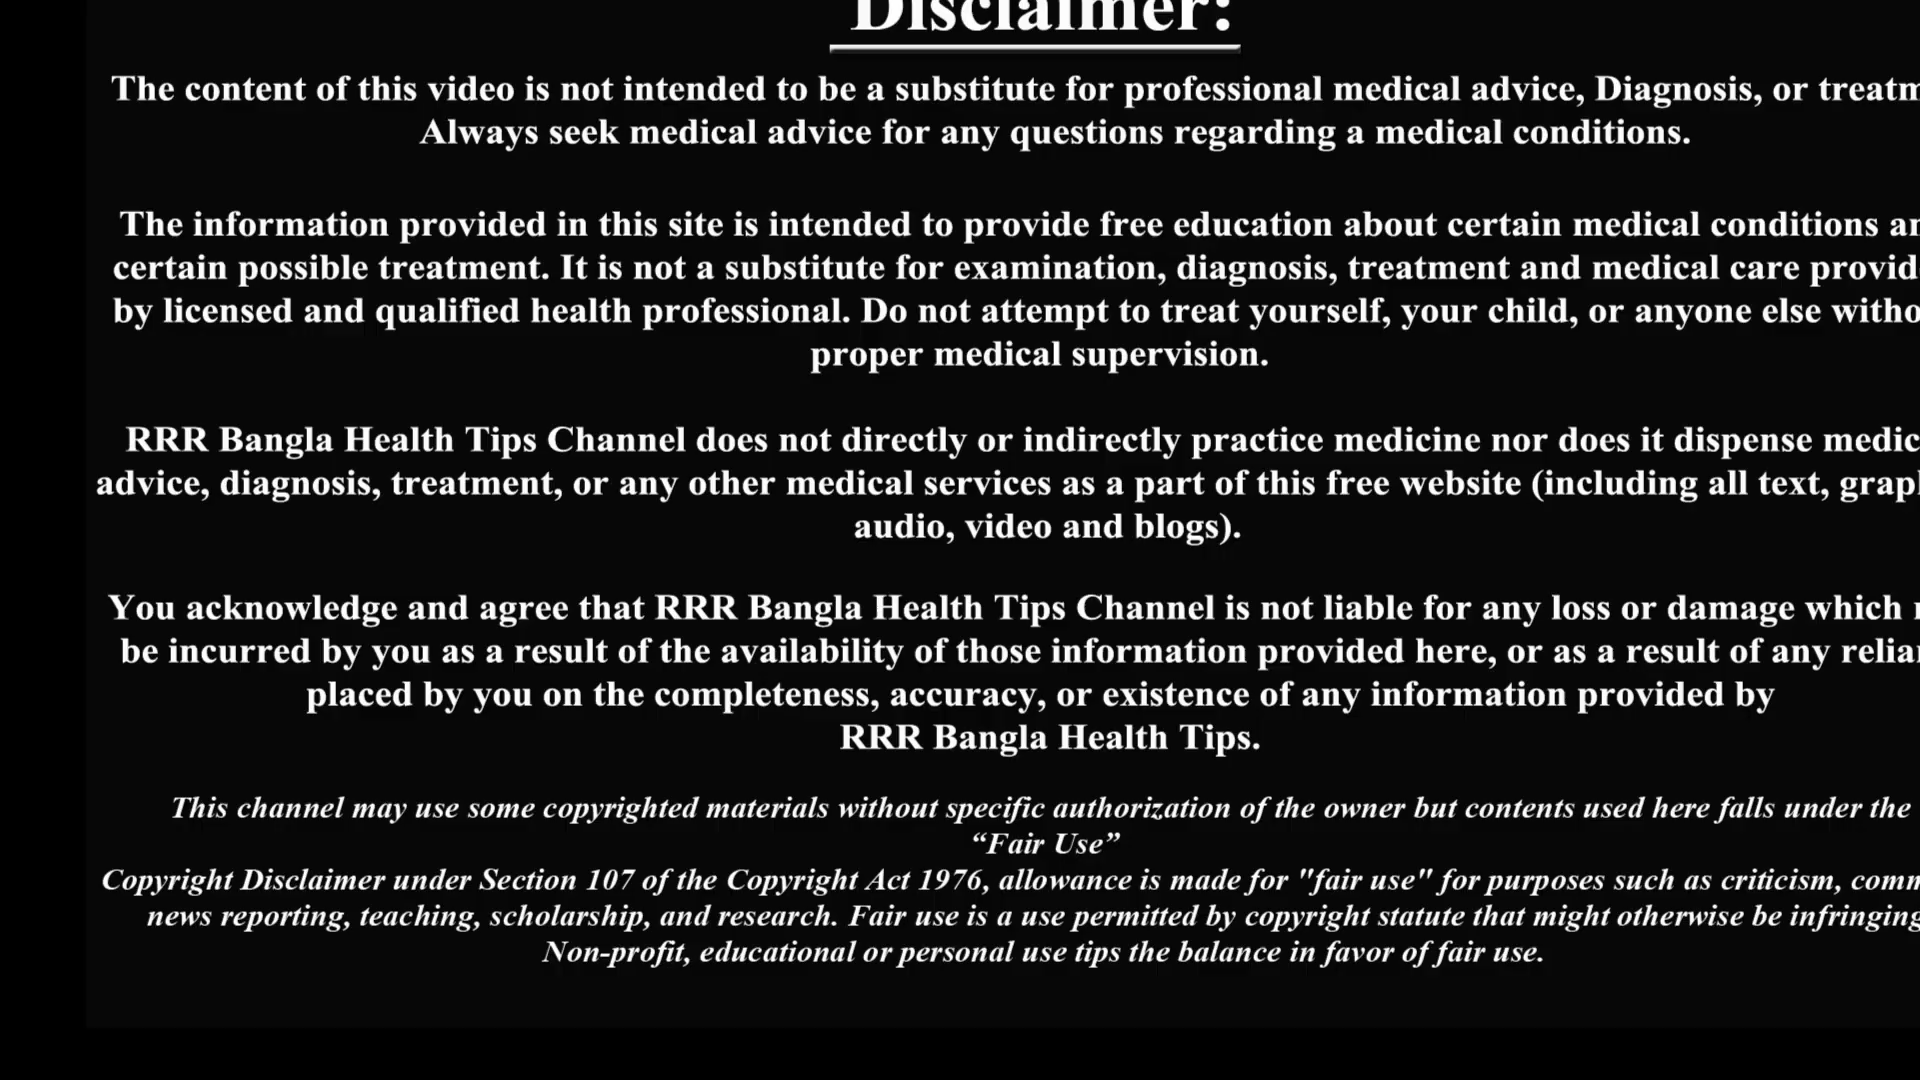 Disclaimer:
The content of this video is not intended to be a substitute for professional medical advice, Diagnosis, or
Always seek medical advice for any questions regarding a medical conditions.
The information provided in this site is intended to provide free education about certain medical conditions
certain possible treatment. It is not a substitute for examination, diagnosis, treatment and medical care
by licensed and qualified health professional. Do not attempt to treat yourself, your child, or anyone else
proper medical supervision.
RRR Bangla Health Tips Channel does not directly or indirectly practice medicine nor does it dispense
advice, diagnosis, treatment, or any other medical services as a part of this free website (including all text,
audio, video and blogs).
You acknowledge and agree that RRR Bangla Health Tips Channel is not liable for any loss or damage which
be incurred by you as a result of the availability of those information provided here, or as a result of any
placed by you on the completeness, accuracy, or existence of any information provided by
RRR Bangla Health Tips.
This channel may use some copyrighted materials without specific authorization of the owner but contents used here falls under the
“Fair Use”
Copyright Disclaimer under Section 107 of the Copyright Act 1976, allowance is made for "fair use" for purposes such as criticism,
news reporting, teaching, scholarship, and research. Fair use is a use permitted by copyright statute that might otherwise be infringing
Non-profit, educational or personal use tips the balance in favor of fair use.